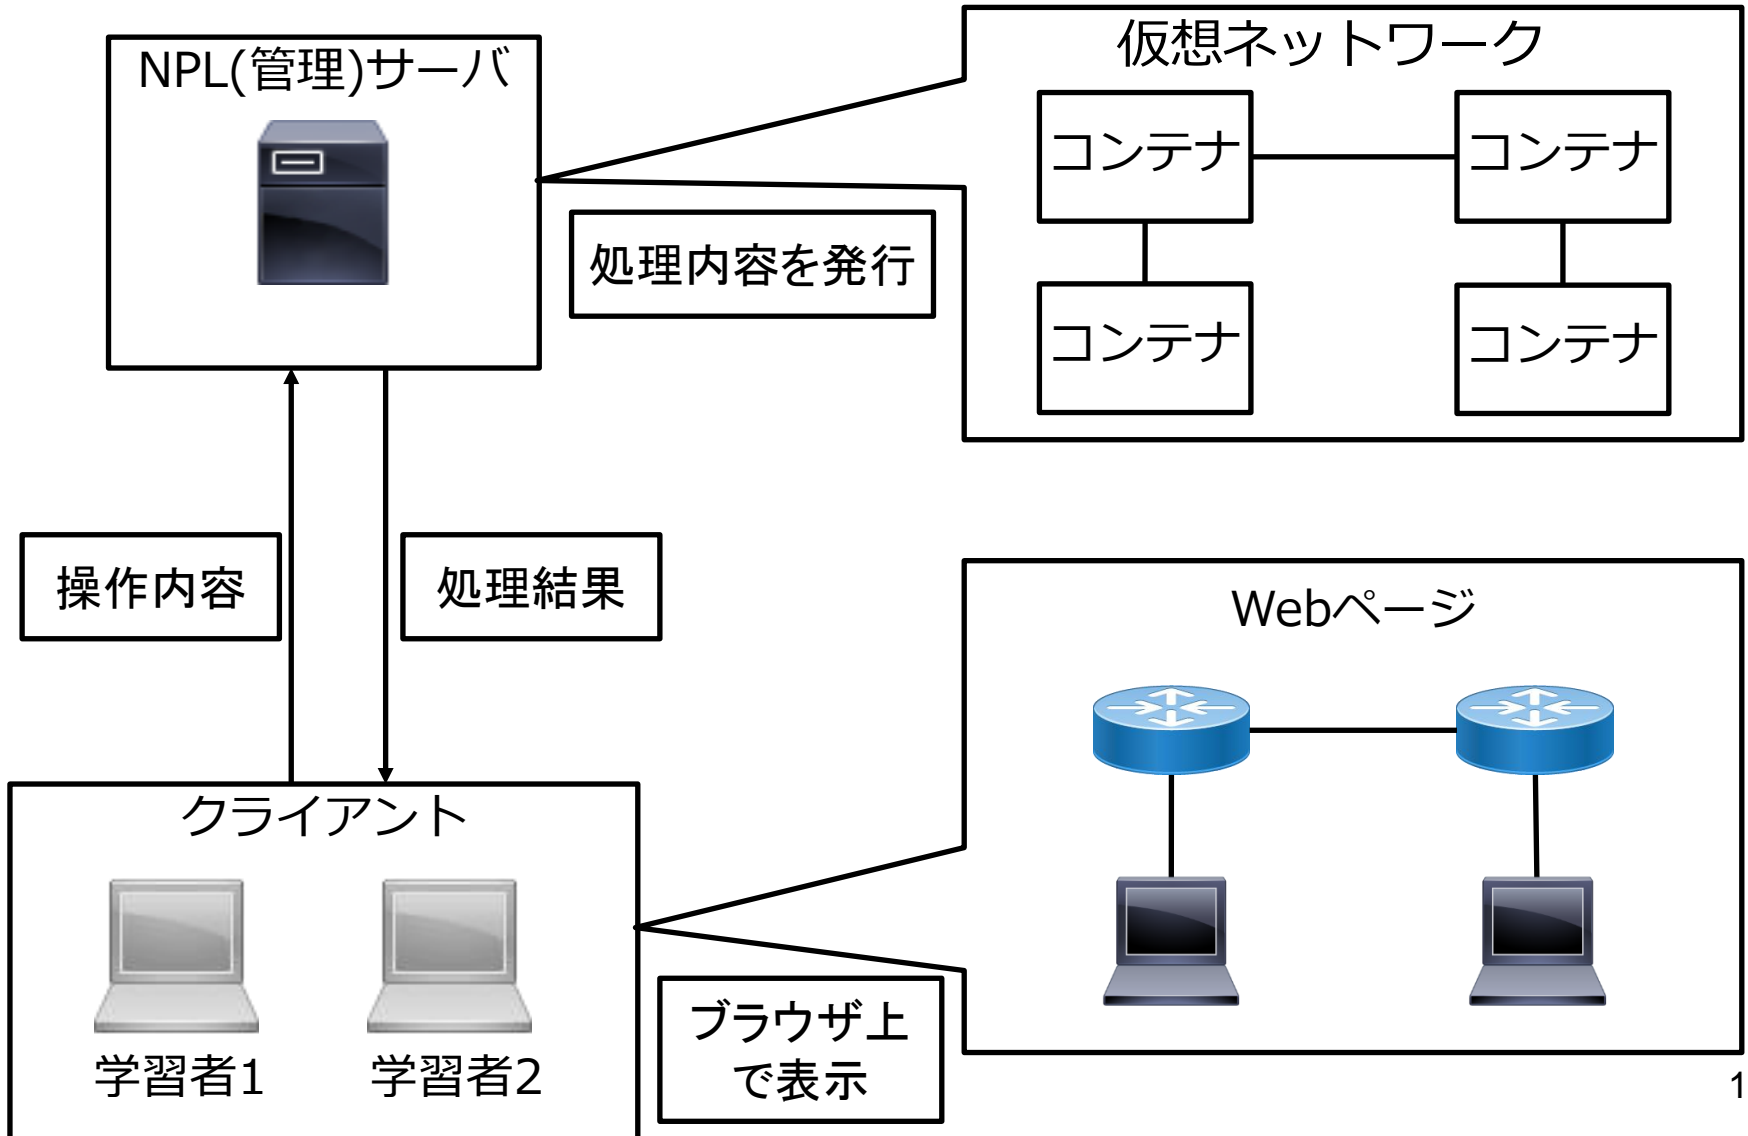 NPL(管理)サーバ
仮想ネットワーク
コンテナ
コンテナ
処理内容を発行
コンテナ
コンテナ
操作内容
処理結果
Webページ
クライアント
学習者1
学習者2
ブラウザ上
で表示
1